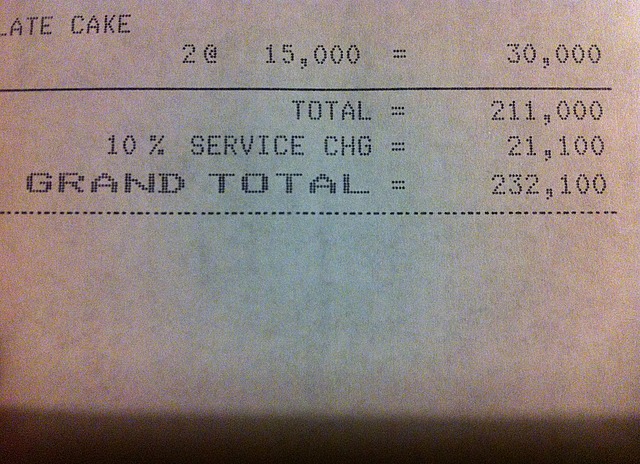 LATE CAKE
2@ 15,000 = 30,000
TOTAL = 211,000
10% SERVICE CHG = 21,100
GRAND TOTAL = 232,100